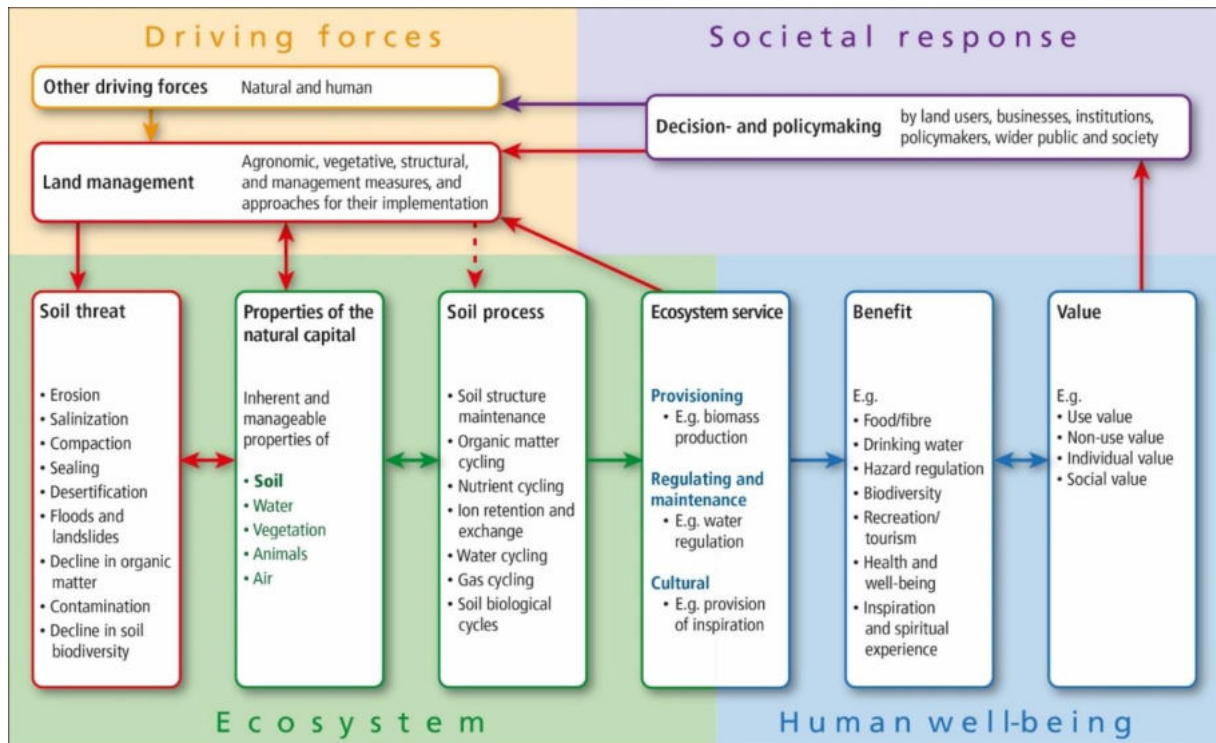 Driving forces
Societal response
Other driving forces
Natural and human
Decision- and policymaking
by land users, businesses, institutions,
policymakers, wider public and society
Land management
Agronomic, vegetative, structural,
and management measures, and
approaches for their implementation
Soil threat
• Erosion
• Salinization
• Compaction
• Sealing
• Desertification
• Floods and
landslides
• Decline in organic
matter
• Contamination
• Decline in soil
biodiversity
Properties of the
natural capital
Inherent and
manageable
properties of
• Soil
• Water
• Vegetation
• Animals
• Air
Soil process
• Soil structure
maintenance
• Organic matter
cycling
• Nutrient cycling
• Ion retention and
exchange
• Water cycling
• Gas cycling
• Soil biological
cycles
Ecosystem service
Provisioning
• E.g. biomass
production
Regulating and
maintenance
• E.g. water
regulation
Cultural
• E.g. provision
of inspiration
Benefit
E.g.
• Food/fibre
• Drinking water
• Hazard regulation
• Biodiversity
• Recreation/
tourism
• Health and
well-being
• Inspiration
and spiritual
experience
Value
E.g.
• Use value
• Non-use value
• Individual value
• Social value
Ecosystem
Human well-being